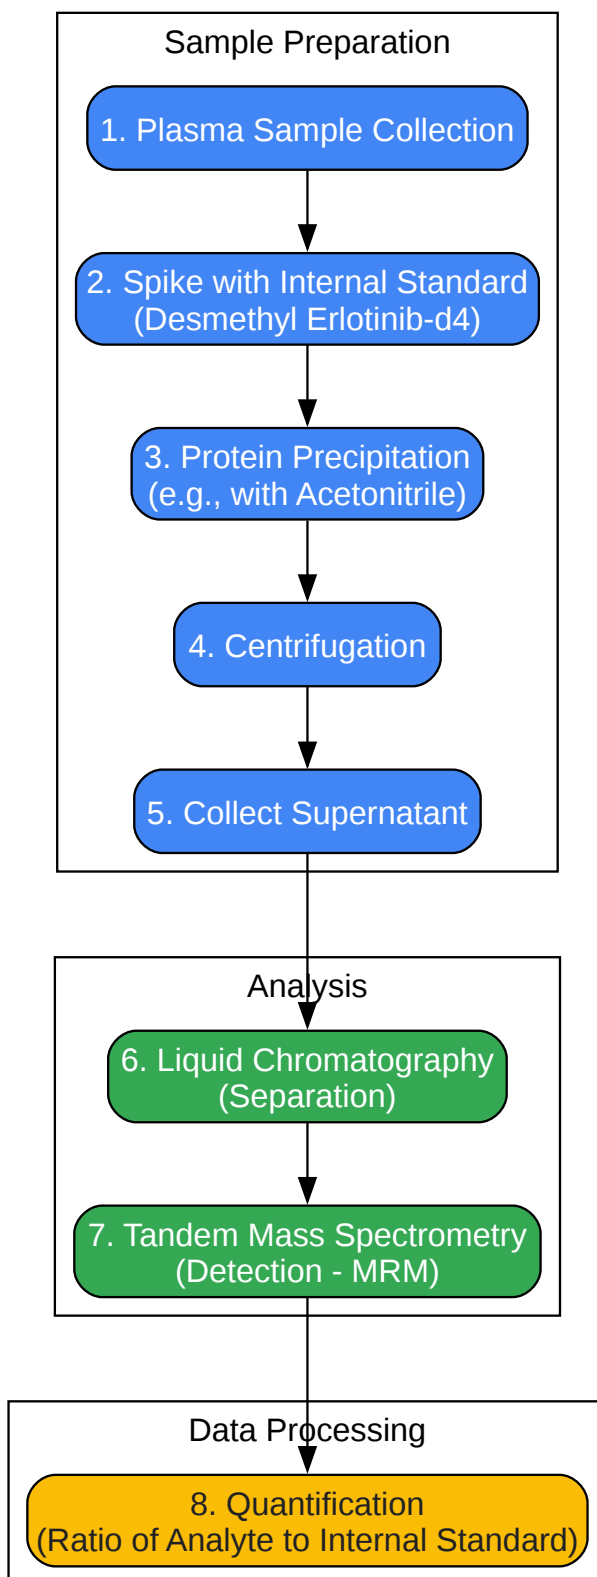 Sample Preparation
1. Plasma Sample Collection
2. Spike with Internal Standard
(Desmethyl Erlotinib-d4)
3. Protein Precipitation
(e.g., with Acetonitrile)
4. Centrifugation
5. Collect Supernatant
Analysis
6. Liquid Chromatography
(Separation)
7. Tandem Mass Spectrometry
(Detection - MRM)
Data Processing
8. Quantification
(Ratio of Analyte to Internal Standard)